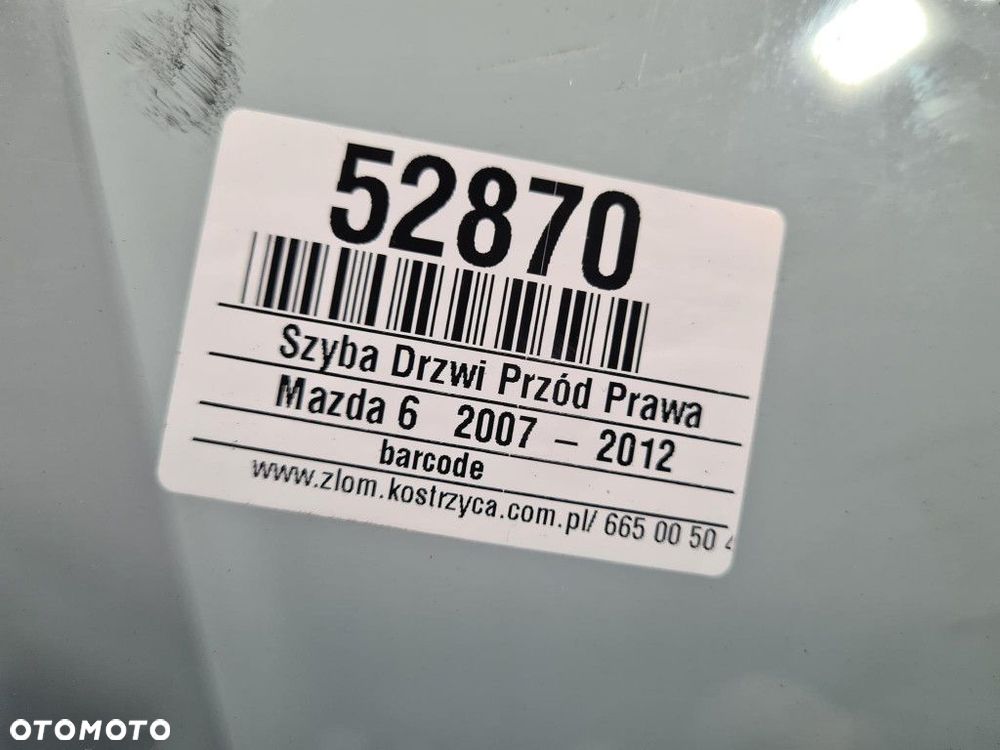 52870
Szyba Drzwi Przód Prawa
Mazda 6 2007 - 2012
barcode
www.zlom.kostrzyca.com.pl/ 665 00 50
OTOMOTO